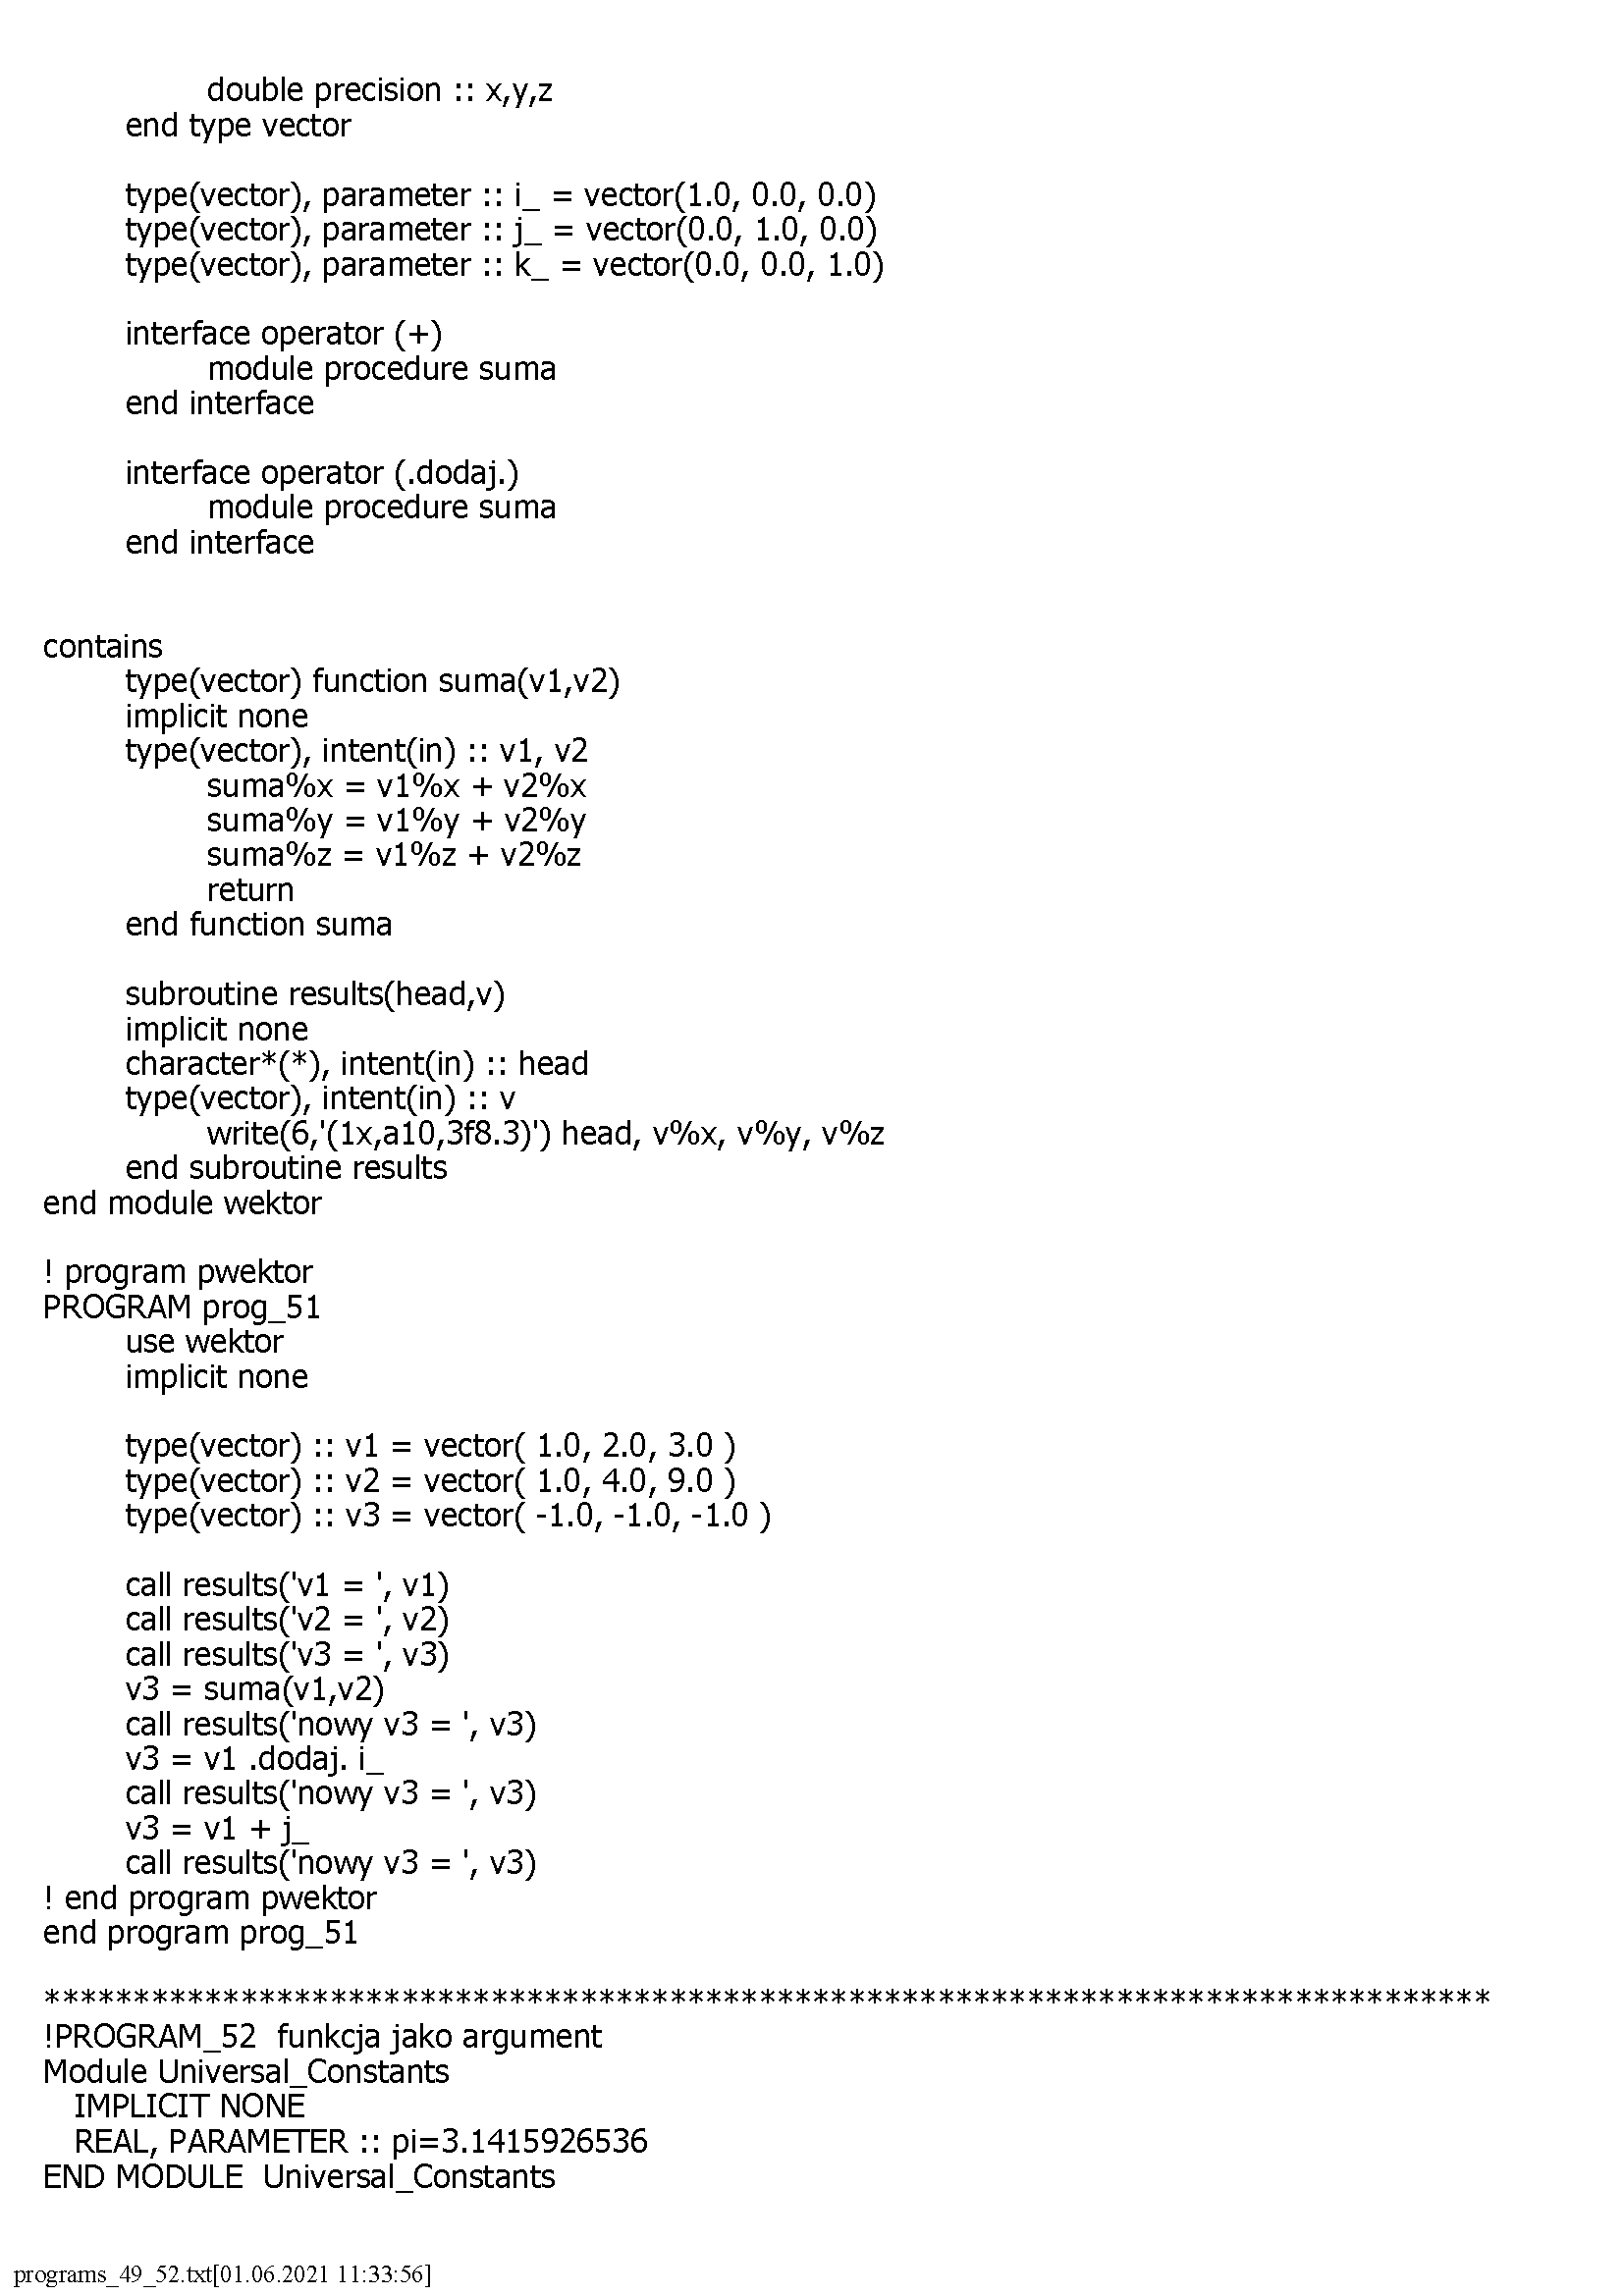 double precision :: x,y,z
end type vector
type(vector), parameter :: i_ = vector(1.0, 0.0, 0.0)
type(vector), parameter :: j_ = vector(0.0, 1.0, 0.0)
type(vector), parameter :: k_ = vector(0.0, 0.0, 1.0)
interface operator (+)
module procedure suma
end interface
interface operator (.dodaj.)
module procedure suma
end interface
contains
type(vector) function suma(v1,v2)
implicit none
type(vector), intent(in) :: v1, v2
suma%x = v1%x + v2%x
suma%y = v1%y + v2%y
suma%z = v1%z + v2%z
return
end function suma
subroutine results(head,v)
implicit none
character*(*), intent(in) :: head
type(vector), intent(in) :: v
write(6,'(1x,a10,3f8.3)') head, v%x, v%y, v%z
end subroutine results
end module wektor
! program pwektor
PROGRAM prog_51
use wektor
implicit none
type(vector) :: v1 = vector( 1.0, 2.0, 3.0 )
type(vector) :: v2 = vector( 1.0, 4.0, 9.0 )
type(vector) :: v3 = vector( -1.0, -1.0, -1.0 )
call results('v1 = ', v1)
call results('v2 = ', v2)
call results('v3 = ', v3)
v3 = suma(v1,v2)
call results('nowy v3 = ', v3)
v3 = v1 .dodaj. i_
call results('nowy v3 = ', v3)
v3 = v1 + j_
call results('nowy v3 = ', v3)
! end program pwektor
end program prog_51
*********************************************************************************
!PROGRAM_52  funkcja jako argument
Module Universal_Constants
IMPLICIT NONE
REAL, PARAMETER :: pi=3.1415926536
END MODULE  Universal_Constants
programs_49_52.txt[01.06.2021 11:33:56]